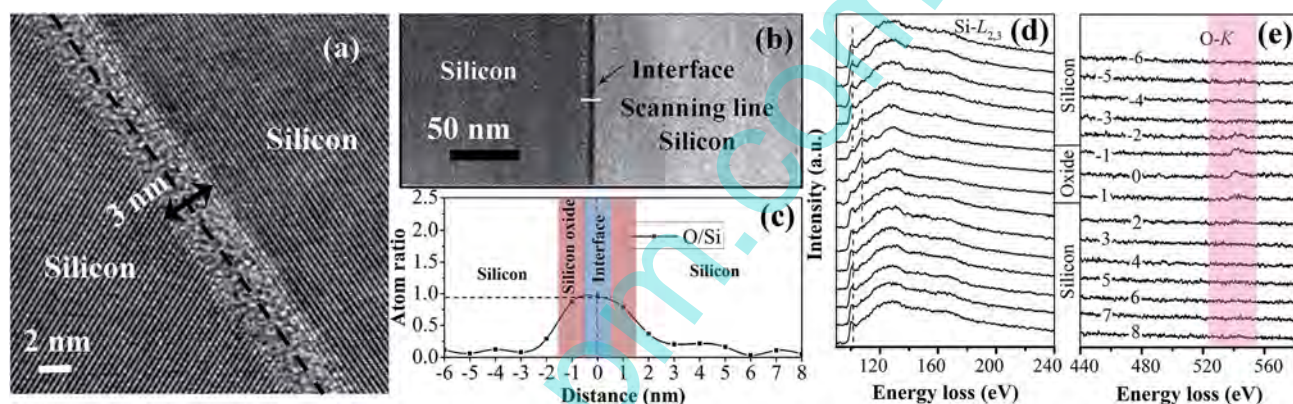 (a)
Silicon
3 nm
Silicon
2 nm
(b)
Silicon
Interface
Scanning line
50 nm
Silicon
(c)
O/Si
Silicon
Silicon oxide
Interface
Silicon
Atom ratio
2.5
2.0
1.5
1.0
0.5
0.0
-6 -5 -4 -3 -2 -1 0 1 2 3 4 5 6 7 8
Distance (nm)
Si-L2,3
(d)
Intensity (a.u.)
120 160 200 240
Energy loss (eV)
Silicon
Oxide
Silicon
O-K
(e)
-6
-5
-4
-3
-2
-1
0
1
2
3
4
5
6
7
8
440 480 520 560
Energy loss (eV)